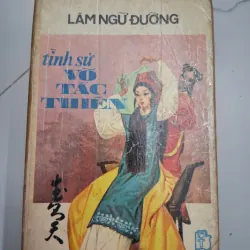 LÂM NGỮ ĐƯỜNG
tình sử
VÕ
TẮC
THIÊN